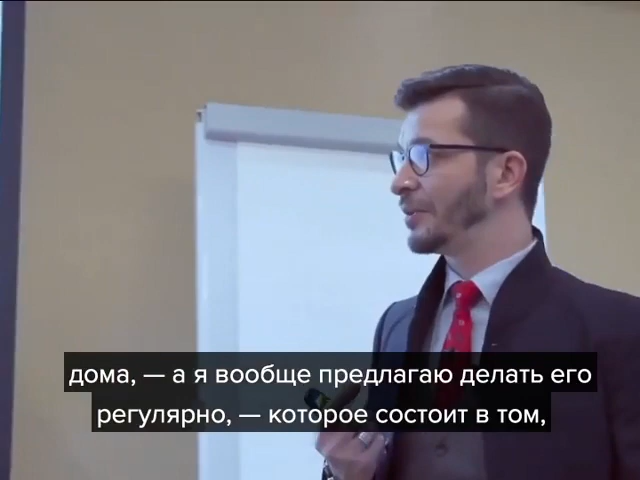 дома, — а я вообще предлагаю делать его
регулярно, — которое состоит в том,